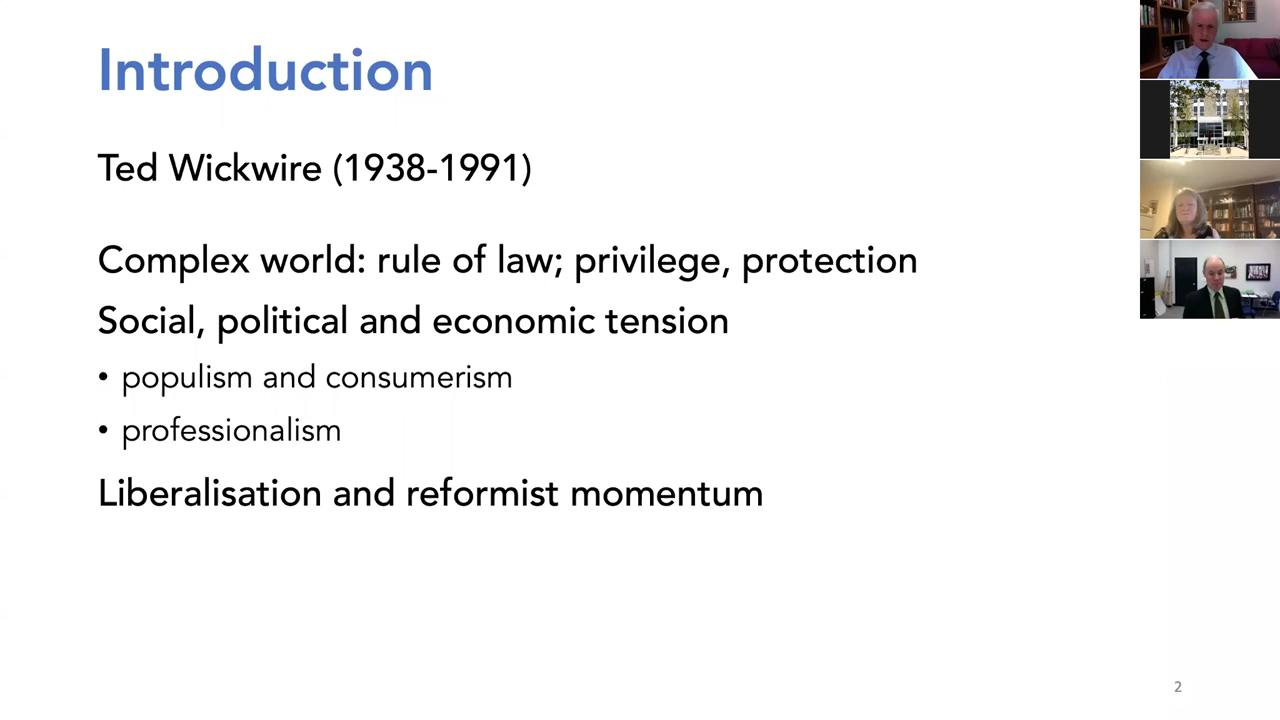 Introduction
Ted Wickwire (1938-1991)
Complex world: rule of law; privilege, protection
Social, political and economic tension
• populism and consumerism
• professionalism
Liberalisation and reformist momentum
2